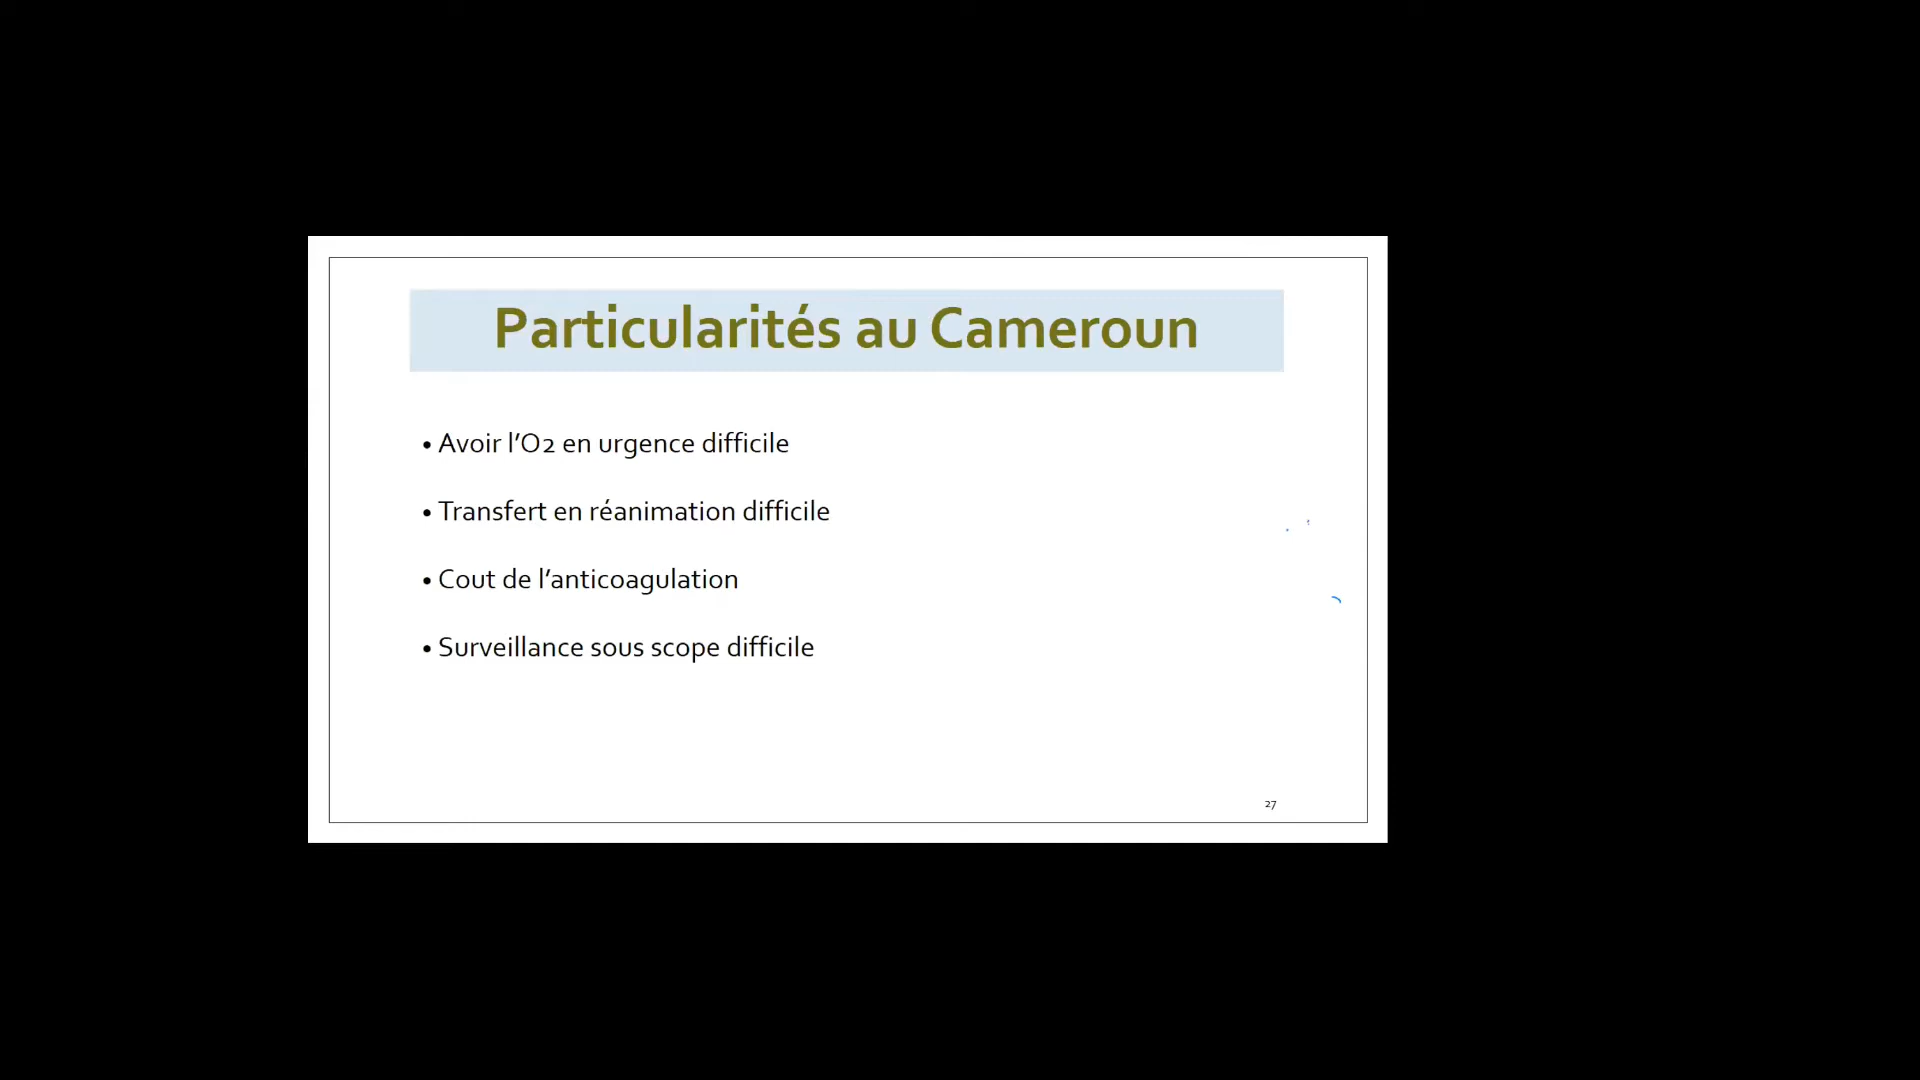 Particularités au Cameroun
• Avoir l'O2 en urgence difficile
• Transfert en réanimation difficile
• Cout de l'anticoagulation
• Surveillance sous scope difficile
27